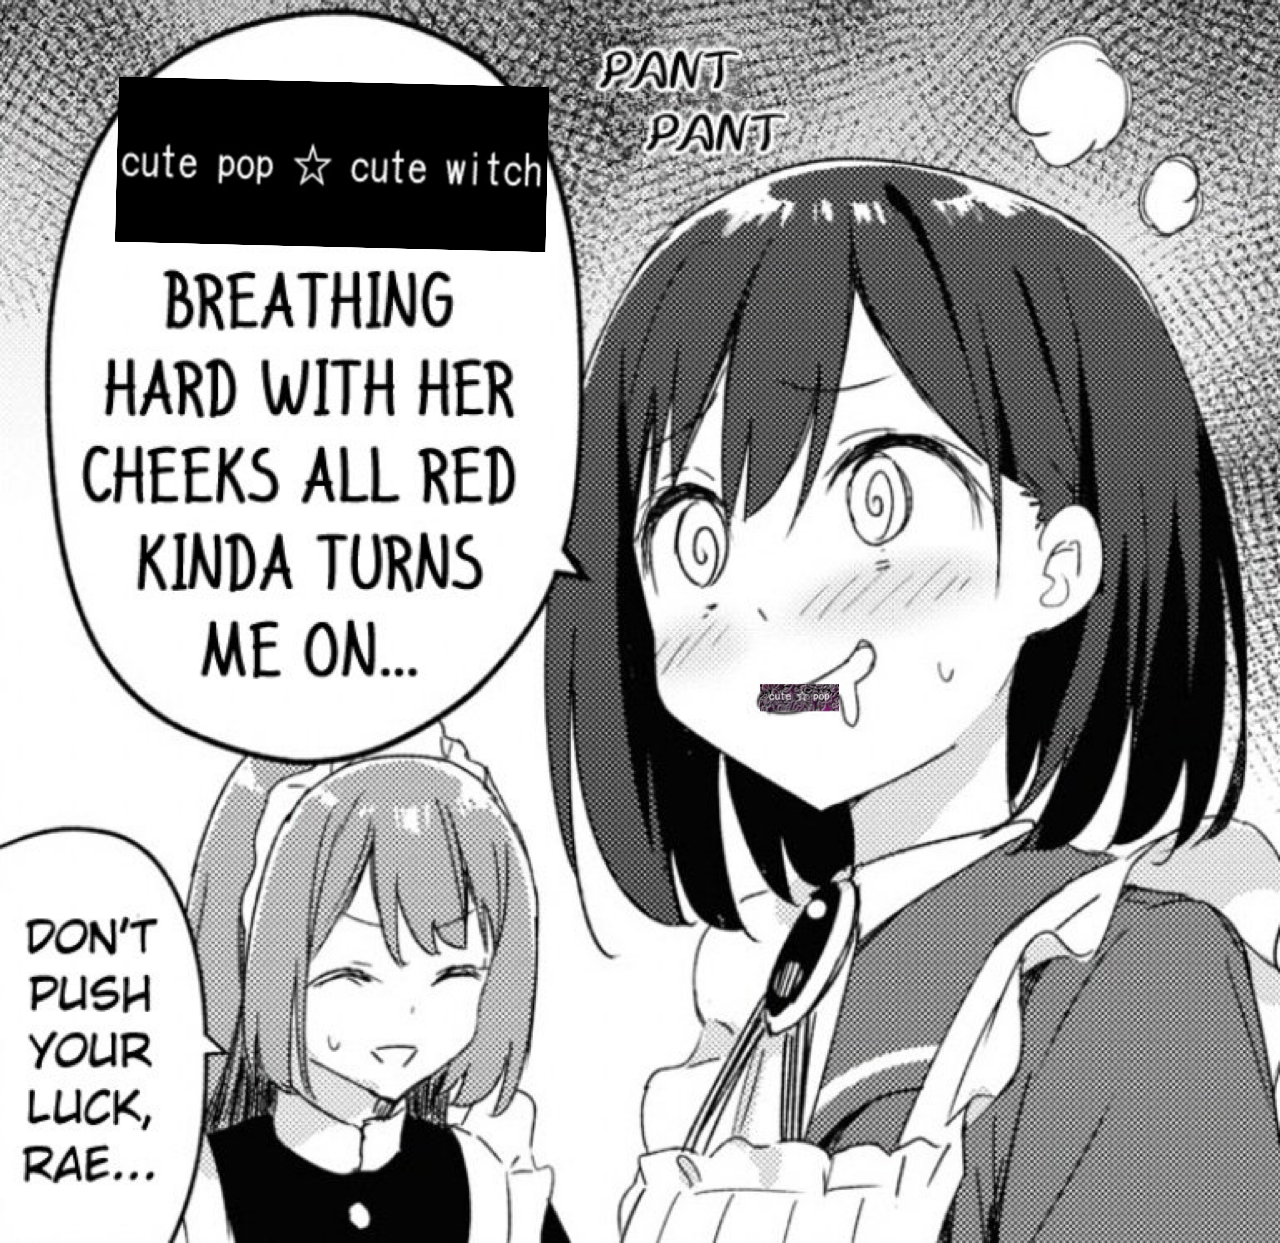 PANT
PANT
cute pop ☆ cute witch
BREATHING
HARD WITH HER
CHEEKS ALL RED
KINDA TURNS
ME ON...
cute ☆ pop
DON'T
PUSH
YOUR
LUCK,
RAE...